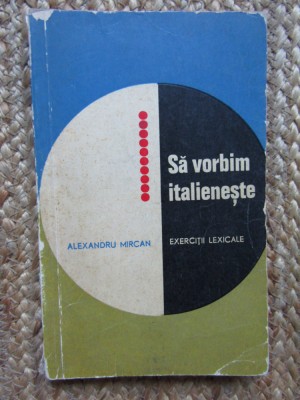 Să vorbim
italienește
ALEXANDRU MIRCAN
EXERCIȚII LEXICALE